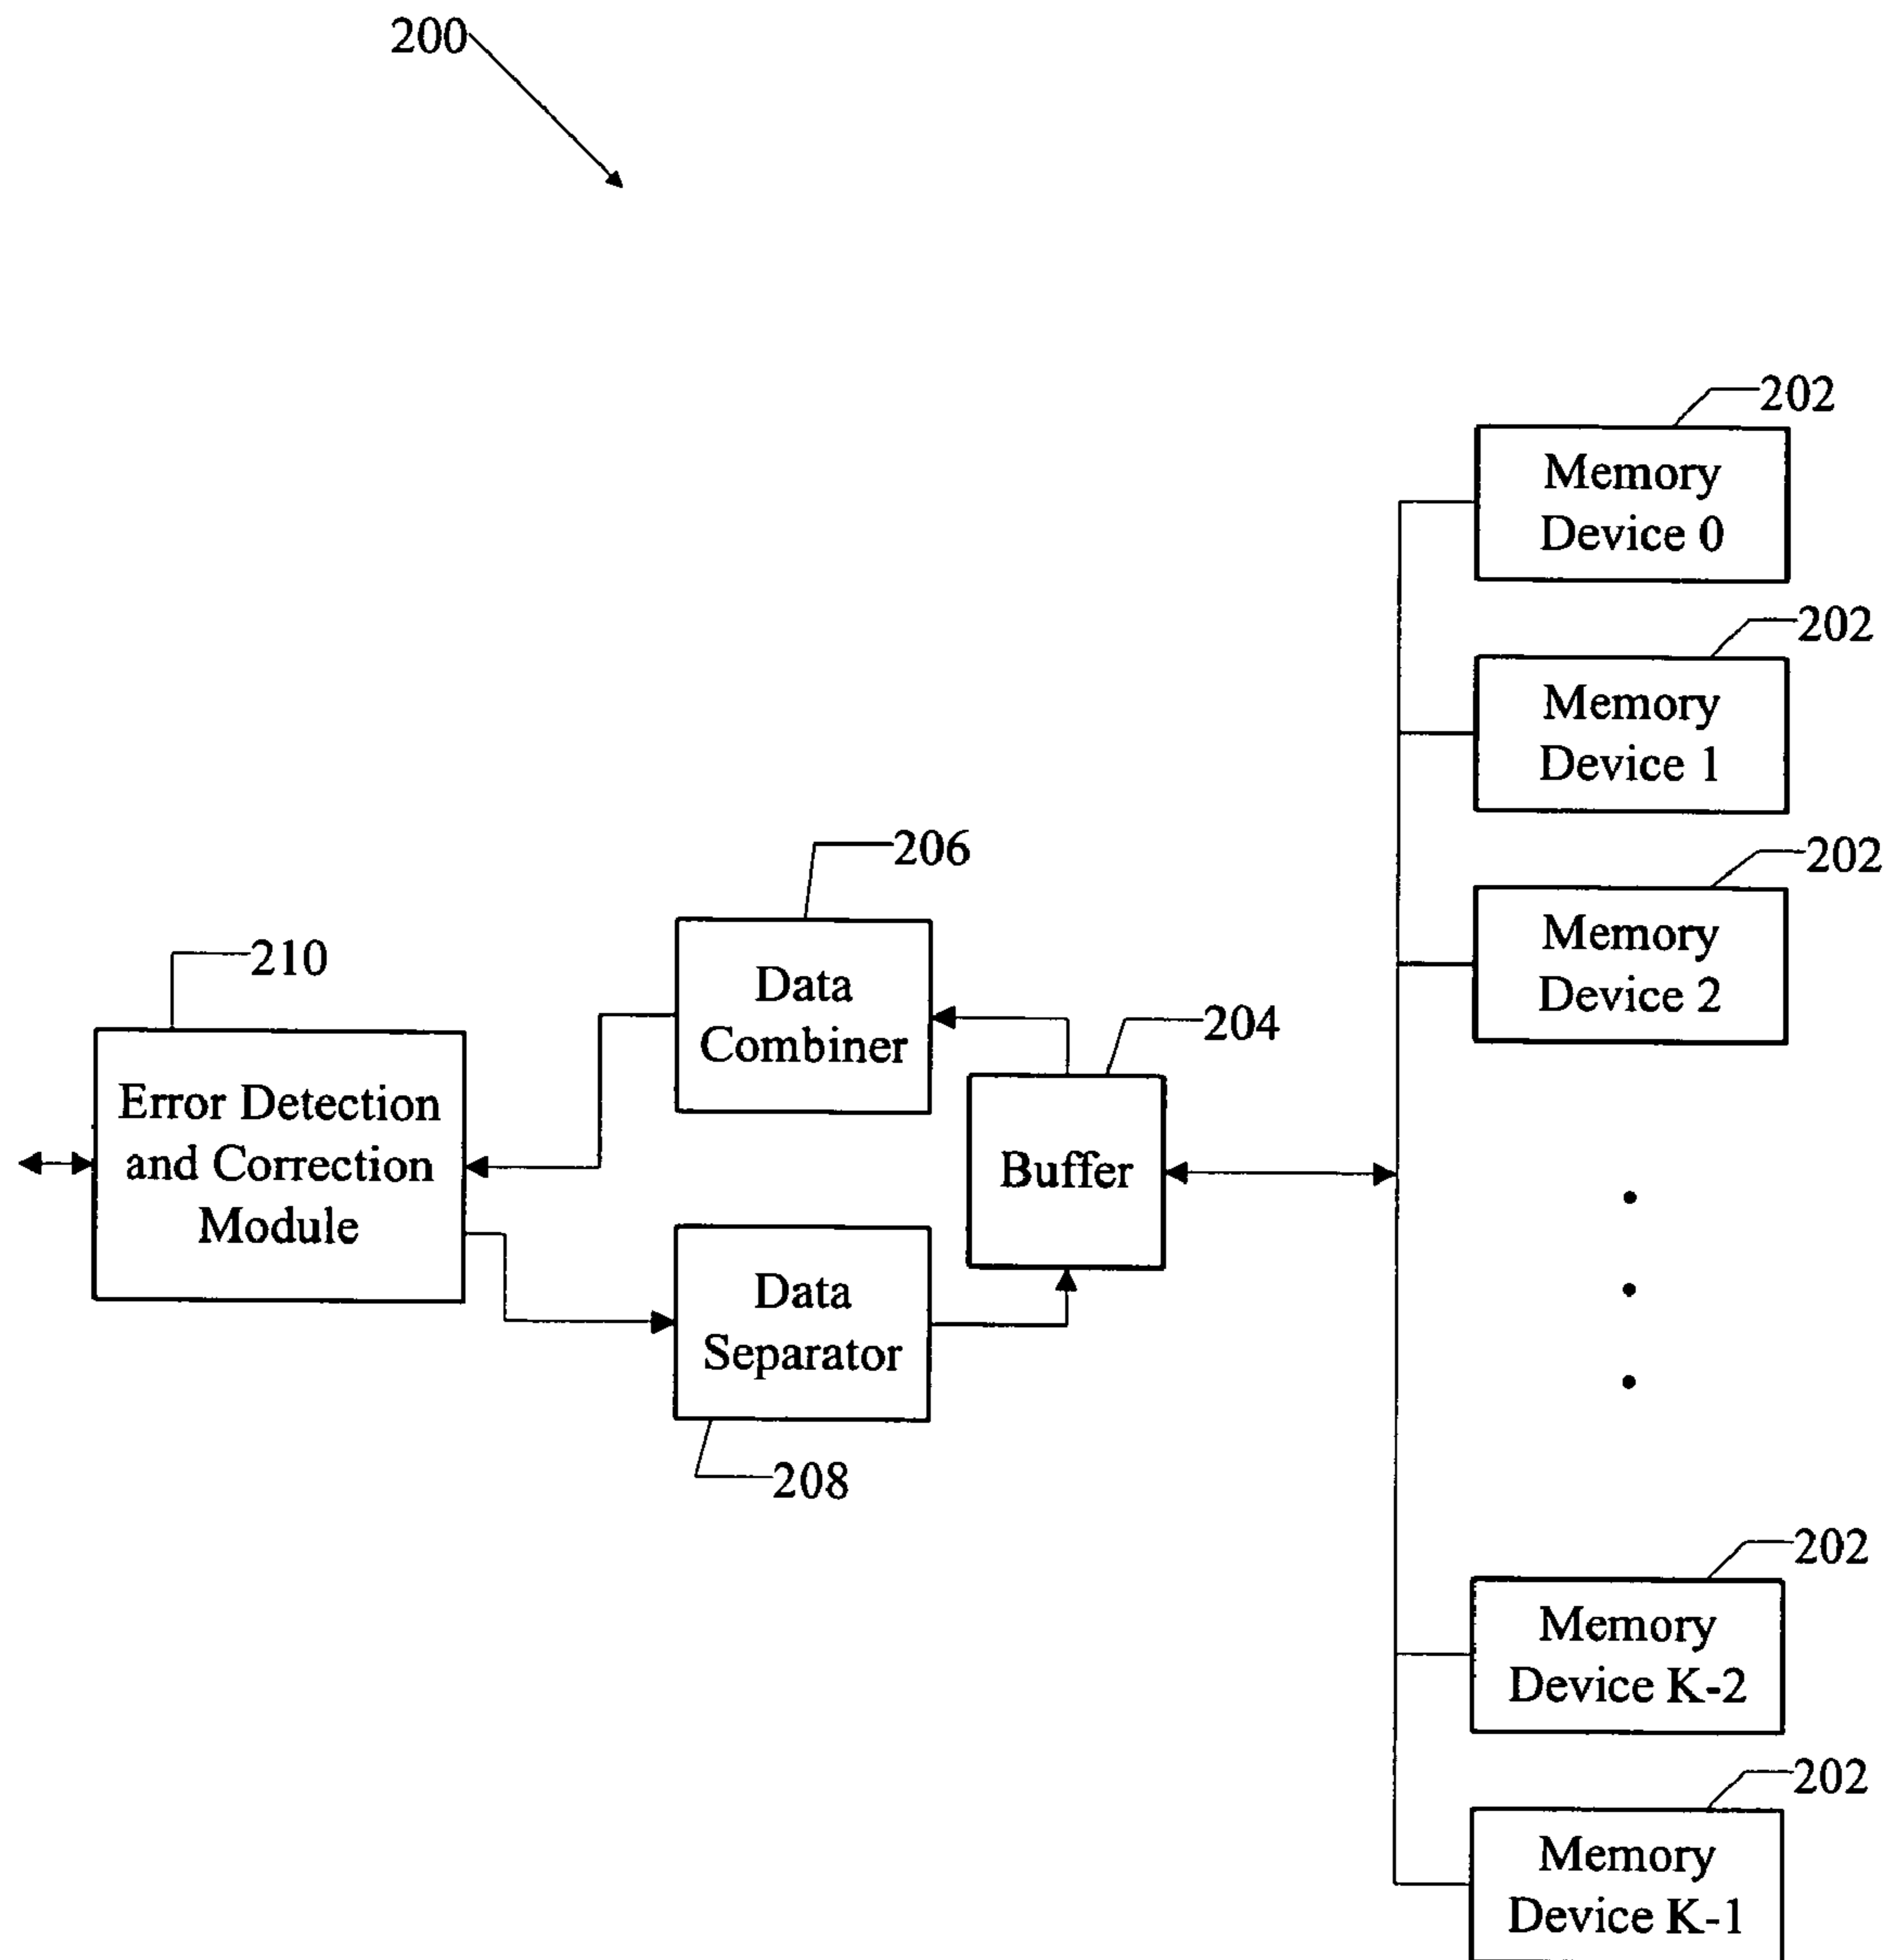 200
202
Memory
Device 0
202
Memory
Device 1
202
Memory
Device 2
206
Data
Combiner
210
Error Detection
and Correction
Module
204
Buffer
Data
Separator
208
202
Memory
Device K-2
202
Memory
Device K-1